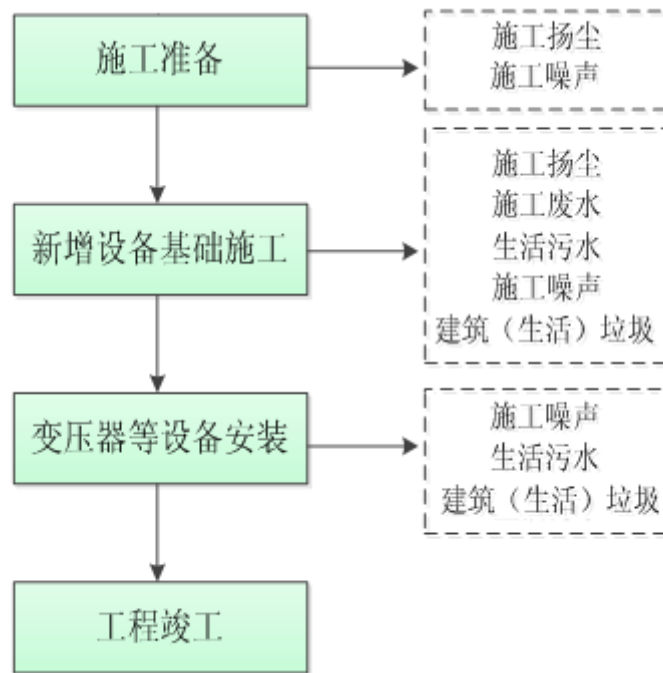 施工准备
施工扬尘
施工噪声
新增设备基础施工
施工扬尘
施工废水
生活污水
施工噪声
建筑（生活）垃圾
变压器等设备安装
施工噪声
生活污水
建筑（生活）垃圾
工程竣工